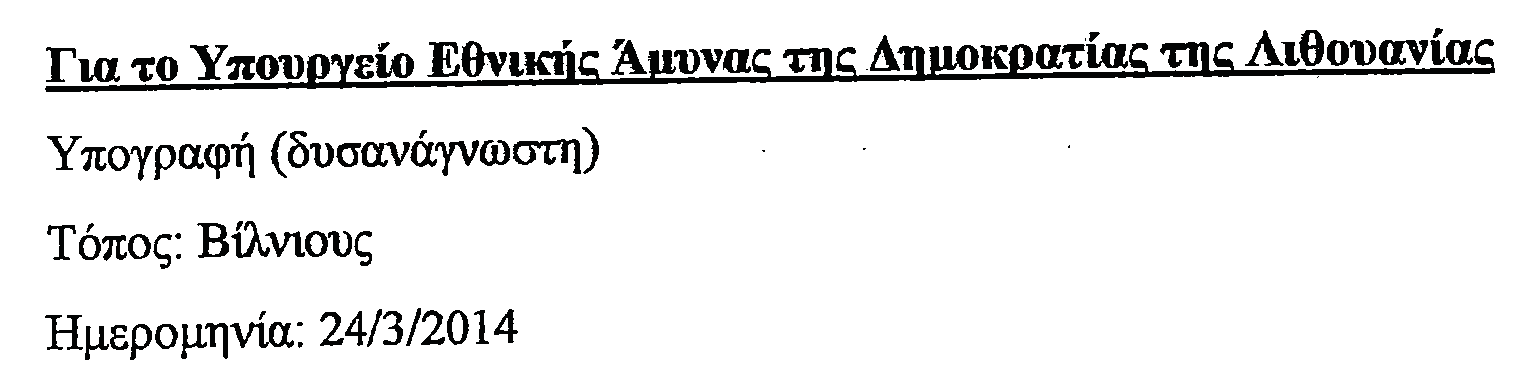 Για το Υπουργείο Εθνικής Άμυνας της Δημοκρατίας της Λιθουανίας
Υπογραφή (δυσανάγνωστη)
Τόπος: Βίλνιους
Ημερομηνία: 24/3/2014